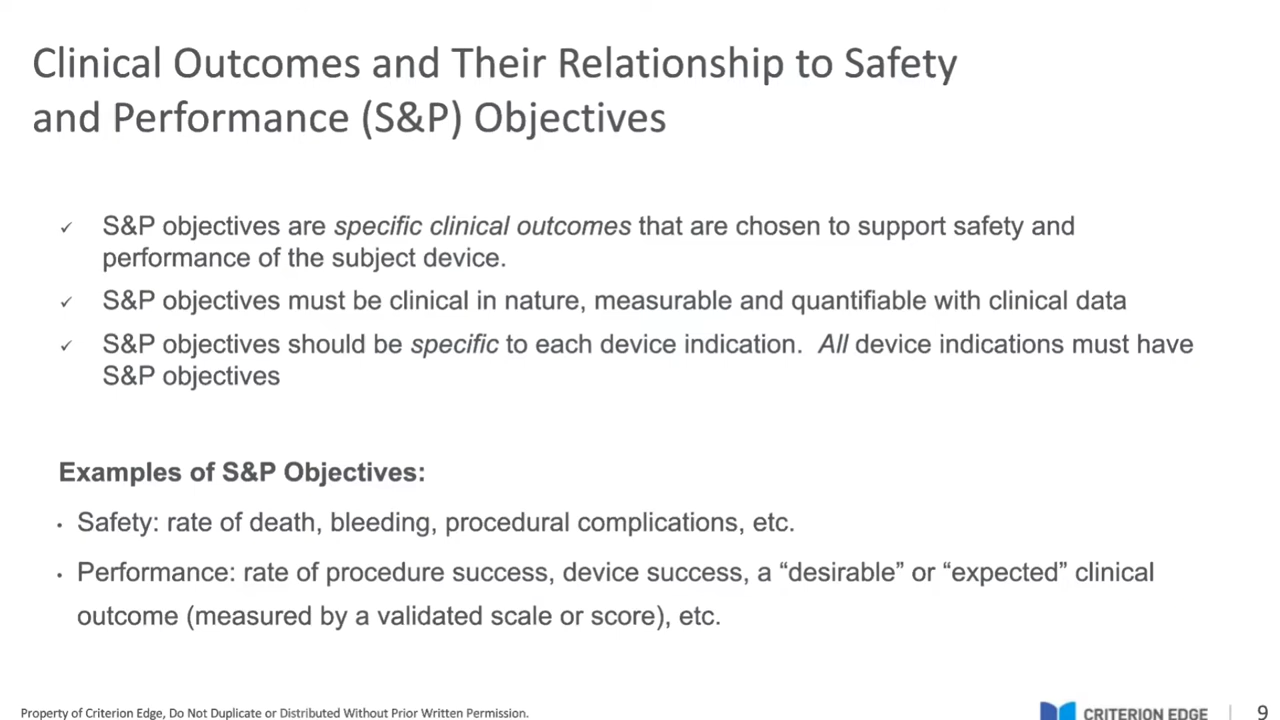 Clinical Outcomes and Their Relationship to Safety
and Performance (S&P) Objectives
✓ S&P objectives are specific clinical outcomes that are chosen to support safety and
performance of the subject device.
✓ S&P objectives must be clinical in nature, measurable and quantifiable with clinical data
✓ S&P objectives should be specific to each device indication.  All device indications must have
S&P objectives
Examples of S&P Objectives:
• Safety: rate of death, bleeding, procedural complications, etc.
• Performance: rate of procedure success, device success, a “desirable” or “expected” clinical
outcome (measured by a validated scale or score), etc.
Property of Criterion Edge, Do Not Duplicate or Distributed Without Prior Written Permission.
CRITERION EDGE | 9